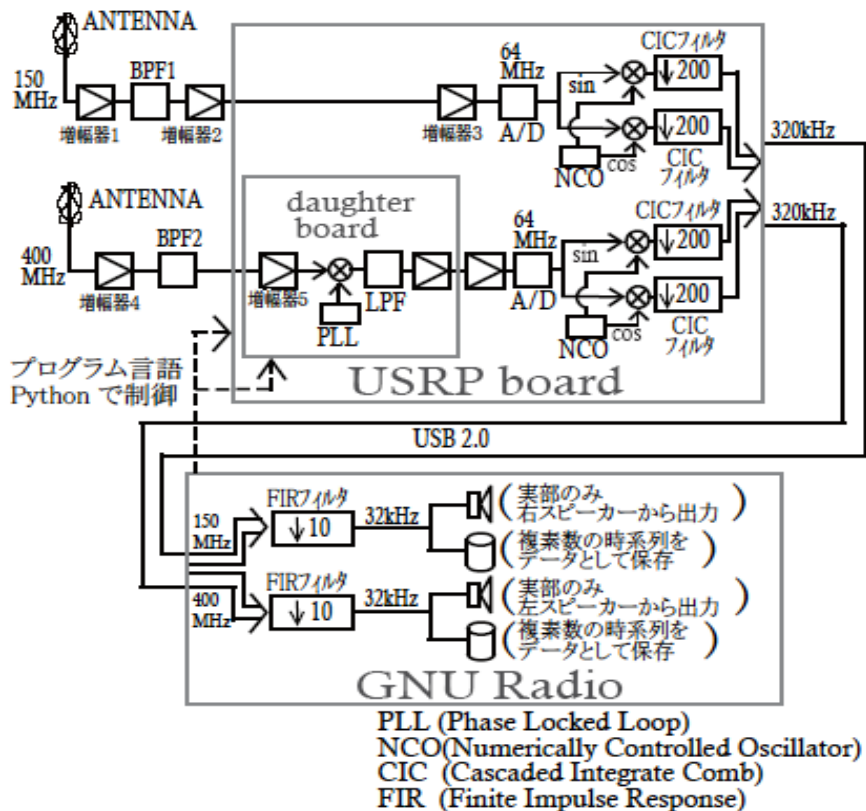 ANTENNA
150
MHz
BPF1
増幅器1
増幅器2
増幅器3
64
MHz
A/D
sin
cos
NCO
CICフィルタ
↓200
↓200
CIC
フィルタ
320kHz
320kHz
ANTENNA
400
MHz
BPF2
増幅器4
daughter
board
増幅器5
PLL
LPF
64
MHz
A/D
sin
cos
NCO
CICフィルタ
↓200
↓200
CIC
フィルタ
USRP board
プログラム言語
Python で制御
USB 2.0
150
MHz
FIRフィルタ
↓10
32kHz
(実部のみ
右スピーカーから出力)
(複素数の時系列を
データとして保存)
400
MHz
FIRフィルタ
↓10
32kHz
(実部のみ
左スピーカーから出力)
(複素数の時系列を
データとして保存)
GNU Radio
PLL (Phase Locked Loop)
NCO(Numerically Controlled Oscillator)
CIC (Cascaded Integrate Comb)
FIR (Finite Impulse Response)